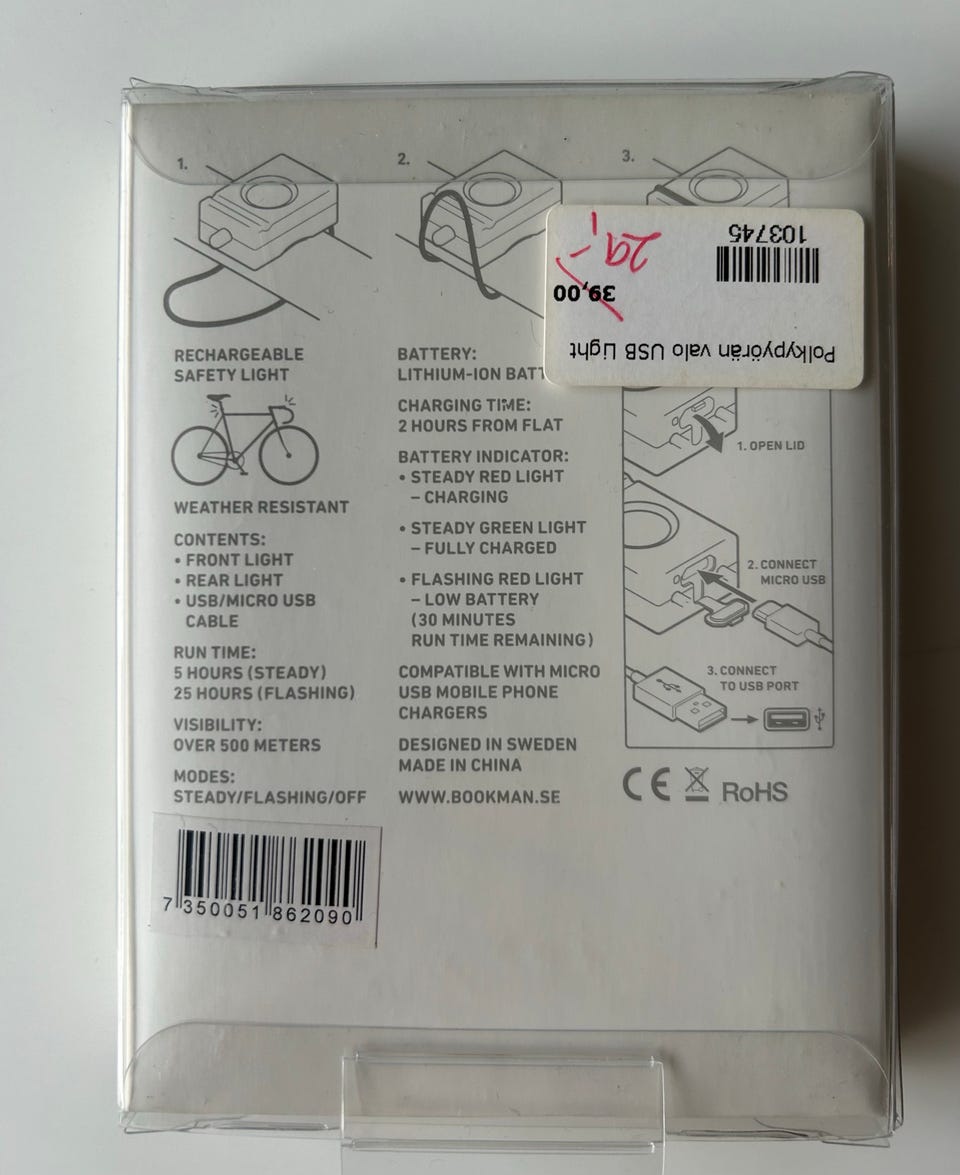 1.
2.
3.
Polkypyörän valo USB Light
39,00
29,-
103745
RECHARGEABLE
SAFETY LIGHT
WEATHER RESISTANT
CONTENTS:
• FRONT LIGHT
• REAR LIGHT
• USB/MICRO USB
CABLE
RUN TIME:
5 HOURS (STEADY)
25 HOURS (FLASHING)
VISIBILITY:
OVER 500 METERS
MODES:
STEADY/FLASHING/OFF
BATTERY:
LITHIUM-ION BATT
CHARGING TIME:
2 HOURS FROM FLAT
BATTERY INDICATOR:
• STEADY RED LIGHT
– CHARGING
• STEADY GREEN LIGHT
– FULLY CHARGED
• FLASHING RED LIGHT
– LOW BATTERY
(30 MINUTES
RUN TIME REMAINING)
COMPATIBLE WITH MICRO
USB MOBILE PHONE
CHARGERS
DESIGNED IN SWEDEN
MADE IN CHINA
WWW.BOOKMAN.SE
1. OPEN LID
2. CONNECT
MICRO USB
3. CONNECT
TO USB PORT
CE RoHS
7 350051 862090